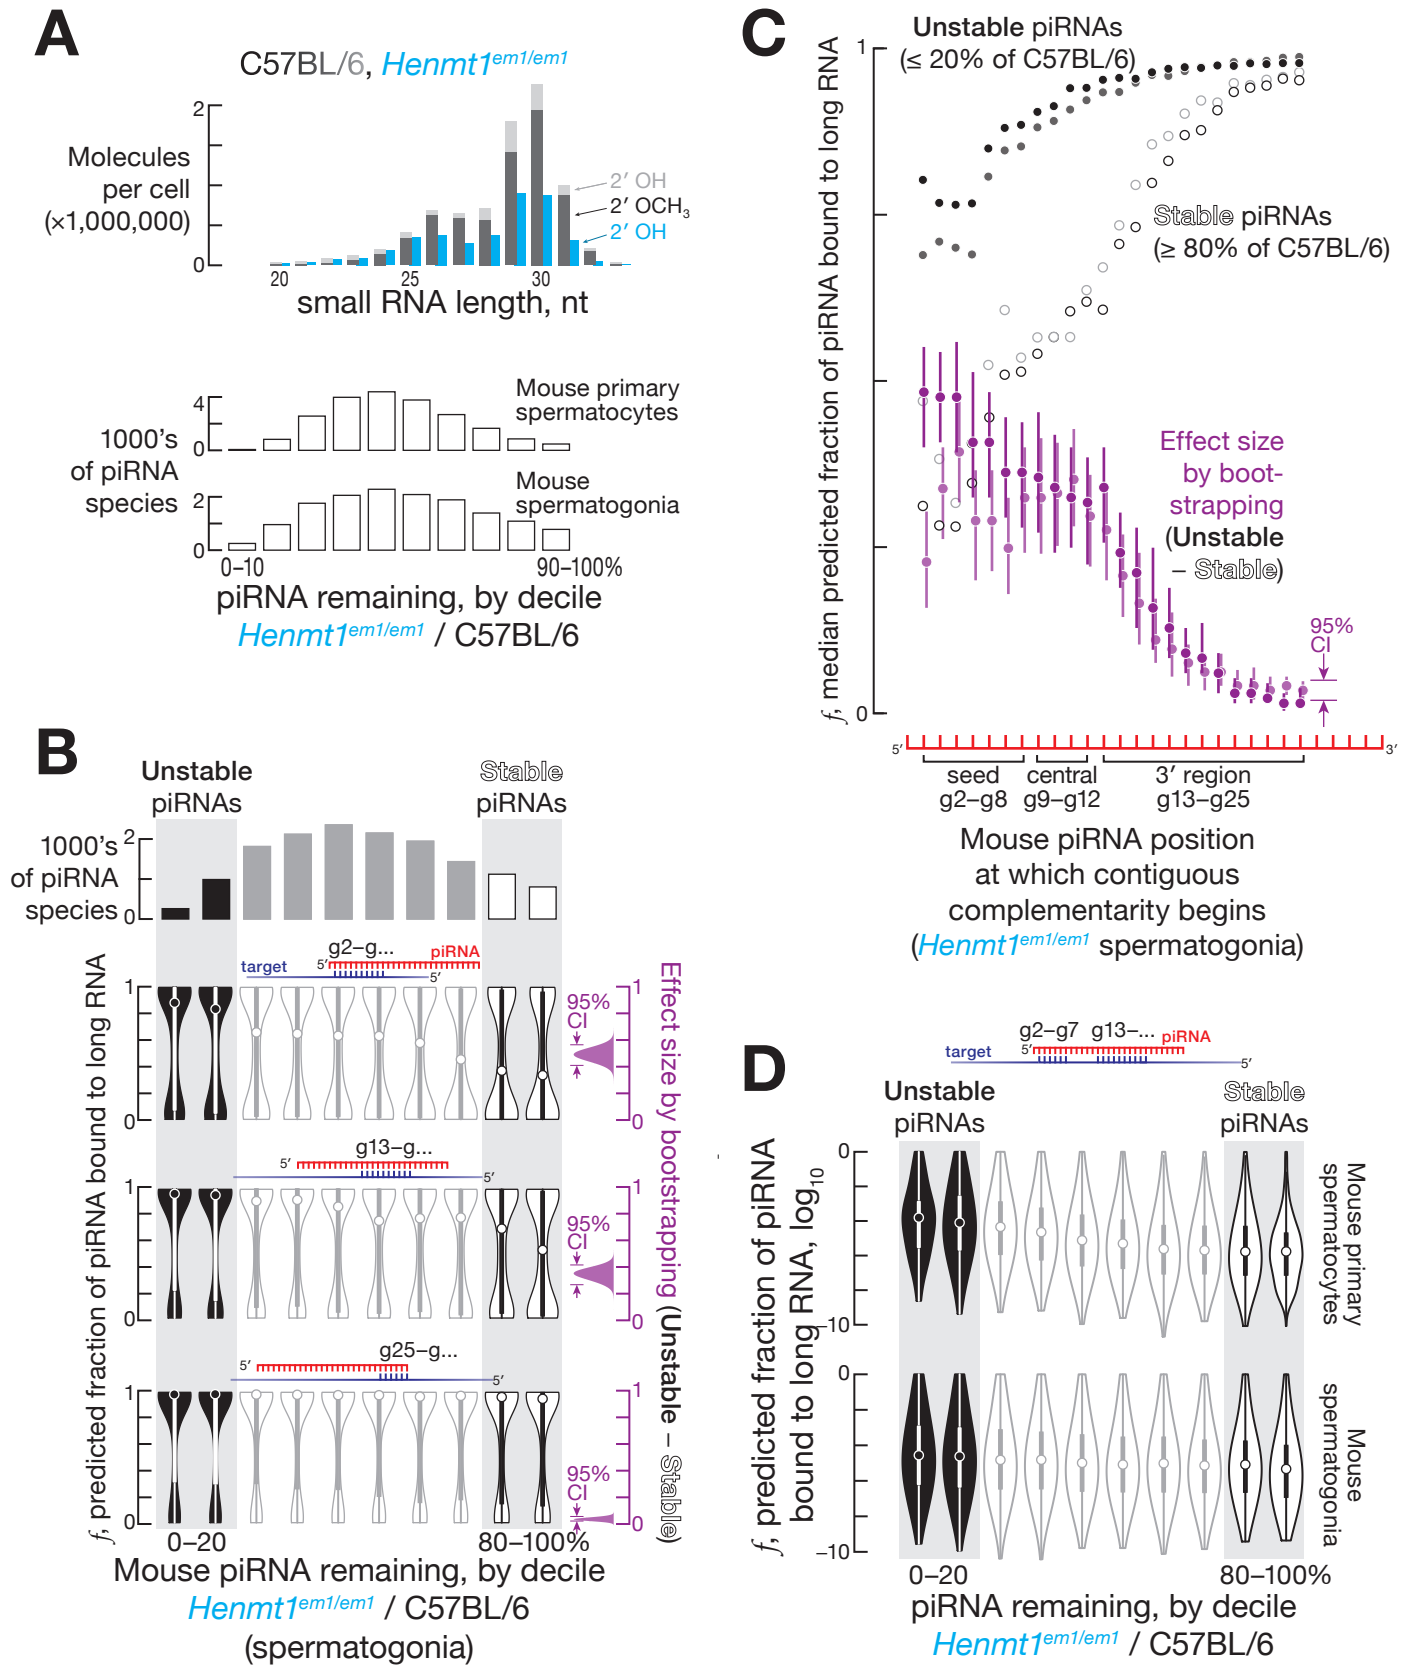 A
C57BL/6, Henmt1em1/em1
Molecules
per cell
(×1,000,000)
2
0
2′ OH
2′ OCH3
2′ OH
20
25
30
small RNA length, nt
1000's
of piRNA
species
4
0
Mouse primary
spermatocytes
2
0
Mouse
spermatogonia
0–10
90–100%
piRNA remaining, by decile
Henmt1em1/em1 / C57BL/6
B
Unstable
piRNAs
Stable
piRNAs
1000's
of piRNA
species
2
0
f, predicted fraction of piRNA bound to long RNA
g2–g...
target
5′
piRNA
5′
1
0
95%
CI
1
0
g13–g...
5′
5′
1
0
95%
CI
1
0
g25–g...
5′
5′
1
0
95%
CI
1
0
Effect size by bootstrapping (Unstable – Stable)
0–20
80–100%
Mouse piRNA remaining, by decile
Henmt1em1/em1 / C57BL/6
(spermatogonia)
C
f, median predicted fraction of piRNA bound to long RNA
1
0
Unstable piRNAs
(≤ 20% of C57BL/6)
Stable piRNAs
(≥ 80% of C57BL/6)
Effect size
by boot-
strapping
(Unstable
– Stable)
95%
CI
5′
3′
seed
g2–g8
central
g9–g12
3′ region
g13–g25
Mouse piRNA position
at which contiguous
complementarity begins
(Henmt1em1/em1 spermatogonia)
D
g2–g7 g13–...
target
5′
piRNA
5′
Unstable
piRNAs
Stable
piRNAs
f, predicted fraction of piRNA
bound to long RNA, log10
0
–10
Mouse primary
spermatocytes
0
–10
Mouse
spermatogonia
0–20
80–100%
piRNA remaining, by decile
Henmt1em1/em1 / C57BL/6